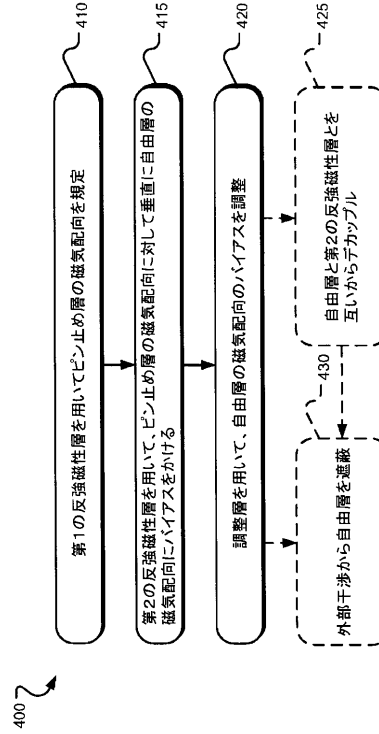 400
第1の反強磁性層を用いてピン止め層の磁気配向を規定
410
第2の反強磁性層を用いて、ピン止め層の磁気配向に対して垂直に自由層の
磁気配向にバイアスをかける
415
調整層を用いて、自由層の磁気配向のバイアスを調整
420
自由層と第2の反強磁性層とを
互いからデカップル
425
外部干渉から自由層を遮蔽
430